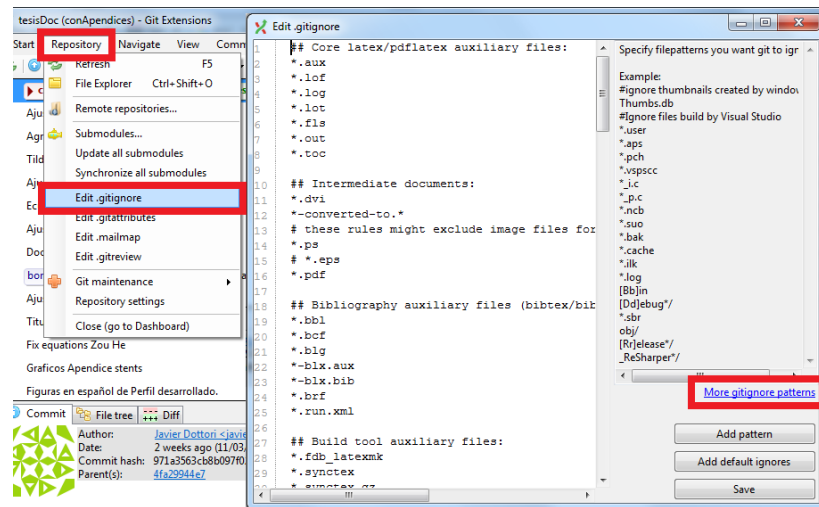 tesisDoc (conApendices) - Git Extensions
Start Repository Navigate View Comm
Refresh F5
File Explorer Ctrl+Shift+O
Remote repositories...
Submodules...
Update all submodules
Synchronize all submodules
Edit .gitignore
Edit .gitattributes
Edit .mailmap
Edit .gitreview
Git maintenance
Repository settings
Close (go to Dashboard)
Aju
Agr
Tild
Aju
Ec
Aju
Doc
bor
Aju
Titu
Fix equations Zou He
Graficos Apendice stents
Figuras en español de Perfil desarrollado.
Commit File tree Diff
Author: Javier Dottori <javie
Date: 2 weeks ago (11/03,
Commit hash: 971a3563cb8b097f0
Parent(s): 4fa29944e7
Edit .gitignore
1 ## Core latex/pdflatex auxiliary files:
2 *.aux
3 *.lof
4 *.log
5 *.lot
6 *.fls
7 *.out
8 *.toc
9
10 ## Intermediate documents:
11 *.dvi
12 *-converted-to.*
13 # these rules might exclude image files for
14 *.ps
15 # *.eps
16 *.pdf
17
18 ## Bibliography auxiliary files (bibtex/bib
19 *.bbl
20 *.bcf
21 *.blg
22 *-blx.aux
23 *-blx.bib
24 *.brf
25 *.run.xml
26
27 ## Build tool auxiliary files:
28 *.fdb_latexmk
29 *.synctex
*.synctex.gz
Specify filepatterns you want git to igr
Example:
#ignore thumbnails created by window
Thumbs.db
#Ignore files build by Visual Studio
*.user
*.aps
*.pch
*.vspscc
*_i.c
*_p.c
*.ncb
*.suo
*.bak
*.cache
*.ilk
*.log
[Bb]in
[Dd]ebug*/
*.sbr
obj/
[Rr]elease*/
_ReSharper*/
More gitignore patterns
Add pattern
Add default ignores
Save